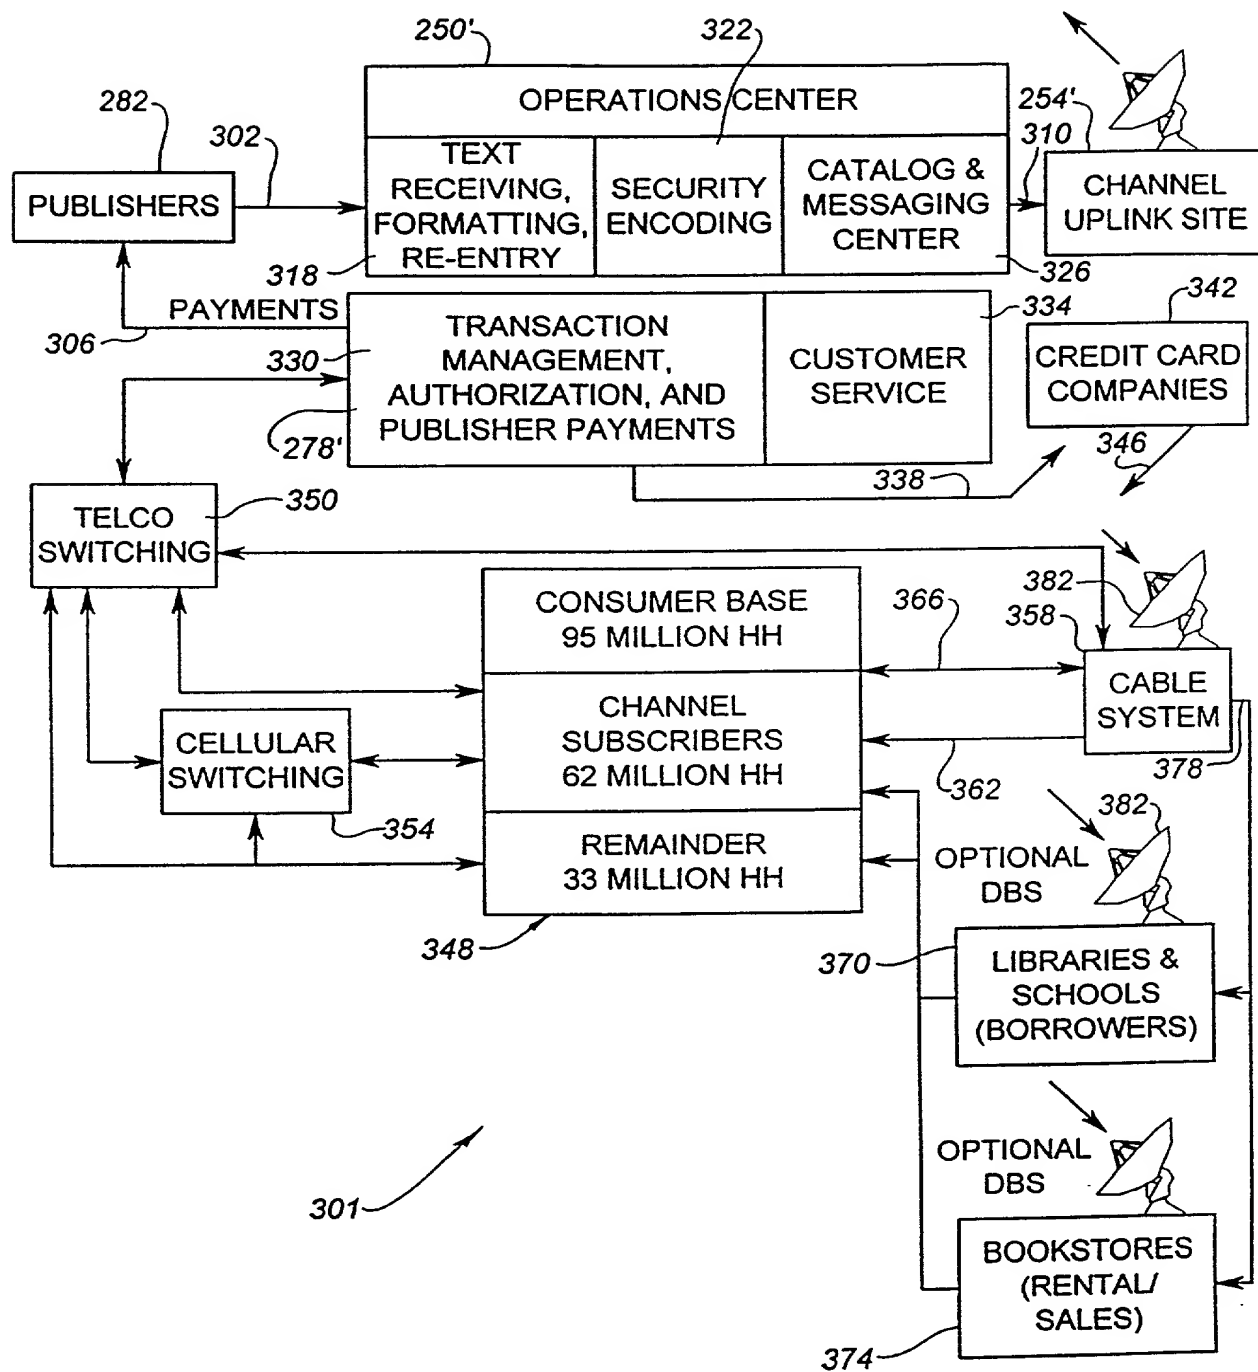 250'
322
282
302
OPERATIONS CENTER
254'
310
PUBLISHERS
TEXT
RECEIVING,
FORMATTING,
RE-ENTRY
318
SECURITY
ENCODING
CATALOG &
MESSAGING
CENTER
326
CHANNEL
UPLINK SITE
PAYMENTS
306
330
TRANSACTION
MANAGEMENT,
AUTHORIZATION, AND
PUBLISHER PAYMENTS
278'
334
CUSTOMER
SERVICE
342
CREDIT CARD
COMPANIES
346
338
TELCO
SWITCHING
350
CONSUMER BASE
95 MILLION HH
366
382
358
CABLE
SYSTEM
378
CHANNEL
SUBSCRIBERS
62 MILLION HH
362
CELLULAR
SWITCHING
354
REMAINDER
33 MILLION HH
348
382
OPTIONAL
DBS
370
LIBRARIES &
SCHOOLS
(BORROWERS)
OPTIONAL
DBS
301
BOOKSTORES
(RENTAL/
SALES)
374